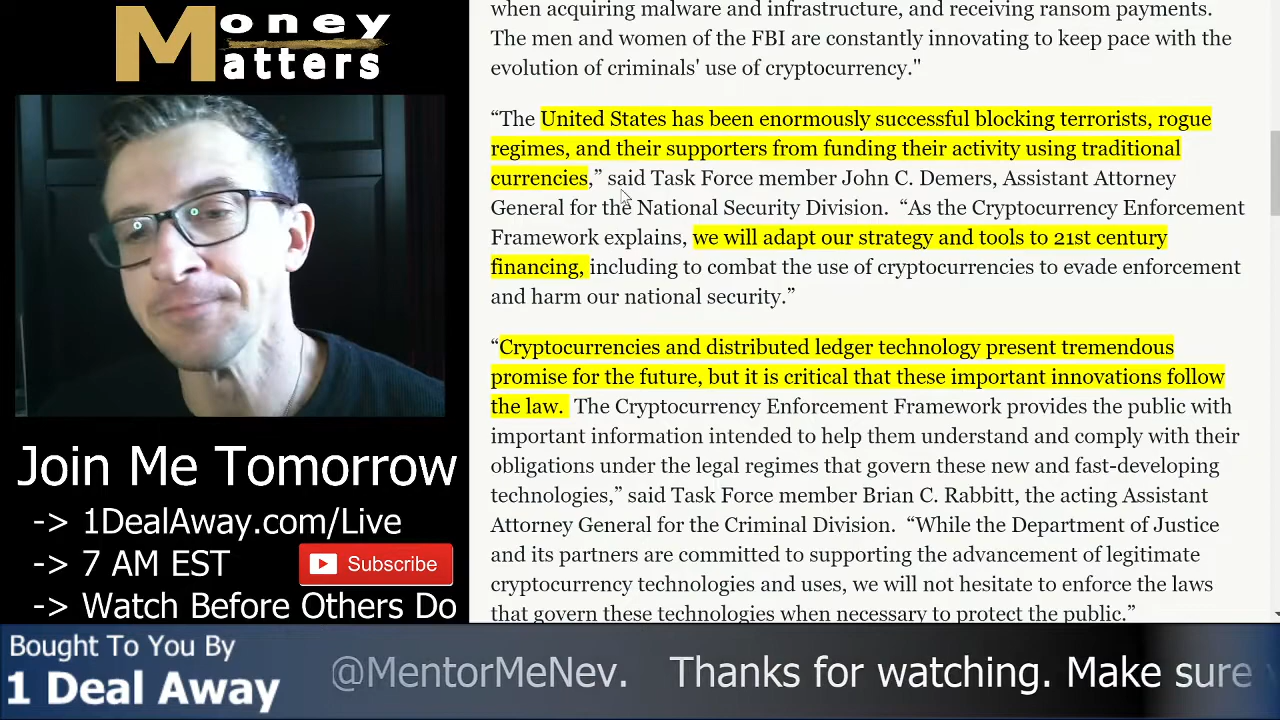 Money
Matters
Join Me Tomorrow
-> 1DealAway.com/Live
-> 7 AM EST
Subscribe
-> Watch Before Others Do
when acquiring malware and infrastructure, and receiving ransom payments.
The men and women of the FBI are constantly innovating to keep pace with the
evolution of criminals' use of cryptocurrency."
“The United States has been enormously successful blocking terrorists, rogue
regimes, and their supporters from funding their activity using traditional
currencies,” said Task Force member John C. Demers, Assistant Attorney
General for the National Security Division.  “As the Cryptocurrency Enforcement
Framework explains, we will adapt our strategy and tools to 21st century
financing, including to combat the use of cryptocurrencies to evade enforcement
and harm our national security.”
“Cryptocurrencies and distributed ledger technology present tremendous
promise for the future, but it is critical that these important innovations follow
the law.  The Cryptocurrency Enforcement Framework provides the public with
important information intended to help them understand and comply with their
obligations under the legal regimes that govern these new and fast-developing
technologies,” said Task Force member Brian C. Rabbitt, the acting Assistant
Attorney General for the Criminal Division.  “While the Department of Justice
and its partners are committed to supporting the advancement of legitimate
cryptocurrency technologies and uses, we will not hesitate to enforce the laws
that govern these technologies when necessary to protect the public.”
Bought To You By
1 Deal Away
@MentorMeNev. Thanks for watching. Make sure